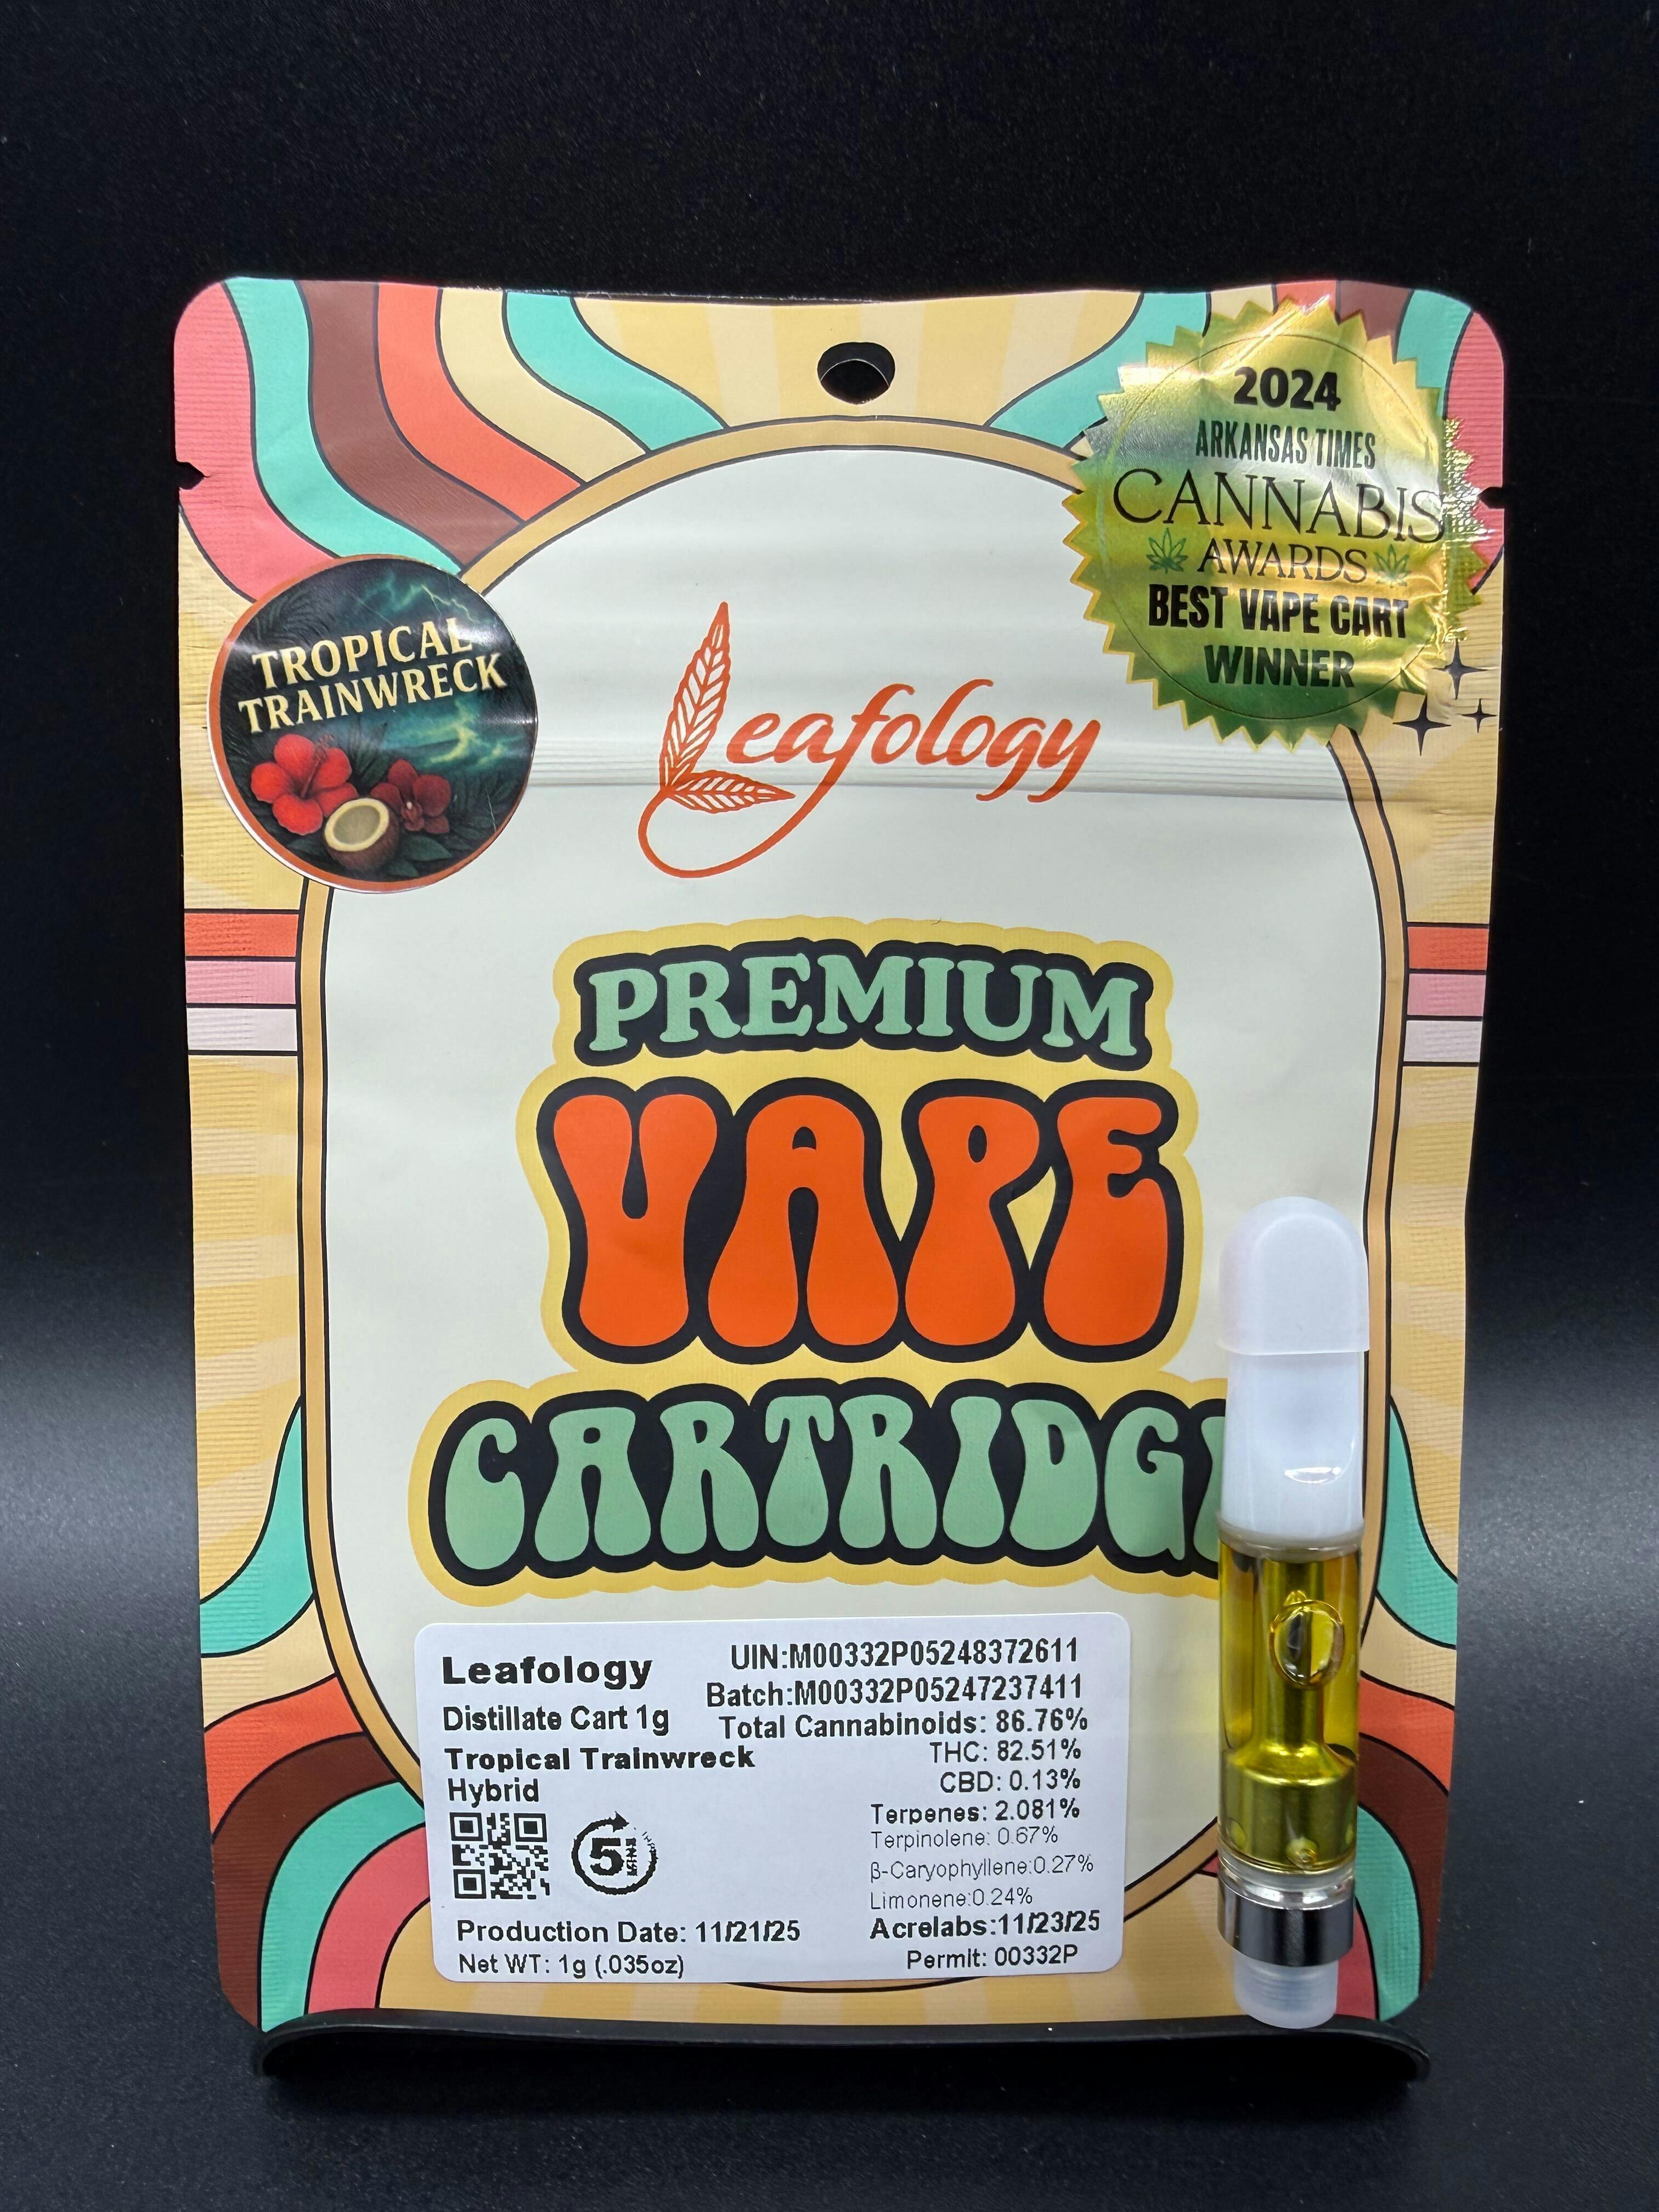 2024
ARKANSAS TIMES
CANNABIS
AWARDS
BEST VAPE CART
WINNER
TROPICAL
TRAINWRECK
Leafology
PREMIUM
VAPE
CARTRIDG
Leafology
Distillate Cart 1g
Tropical Trainwreck
Hybrid
5
Production Date: 11/21/25
Net WT: 1g (.035oz)
UIN:M00332P05248372611
Batch:M00332P05247237411
Total Cannabinoids: 86.76%
THC: 82.51%
CBD: 0.13%
Terpenes: 2.081%
Terpinolene: 0.67%
β-Caryophyllene:0.27%
Limonene:0.24%
Acrelabs:11/23/25
Permit: 00332P